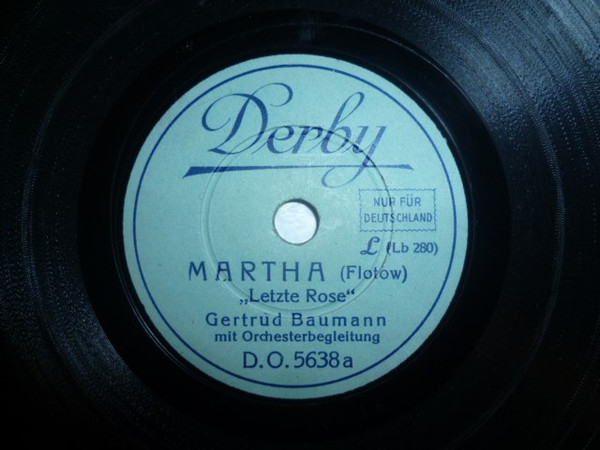 Derby
NUR FÜR
DEUTSCHLAND
L (Lb 280)
MARTHA (Flotow)
„Letzte Rose“
Gertrud Baumann
mit Orchesterbegleitung
D.O. 5638a